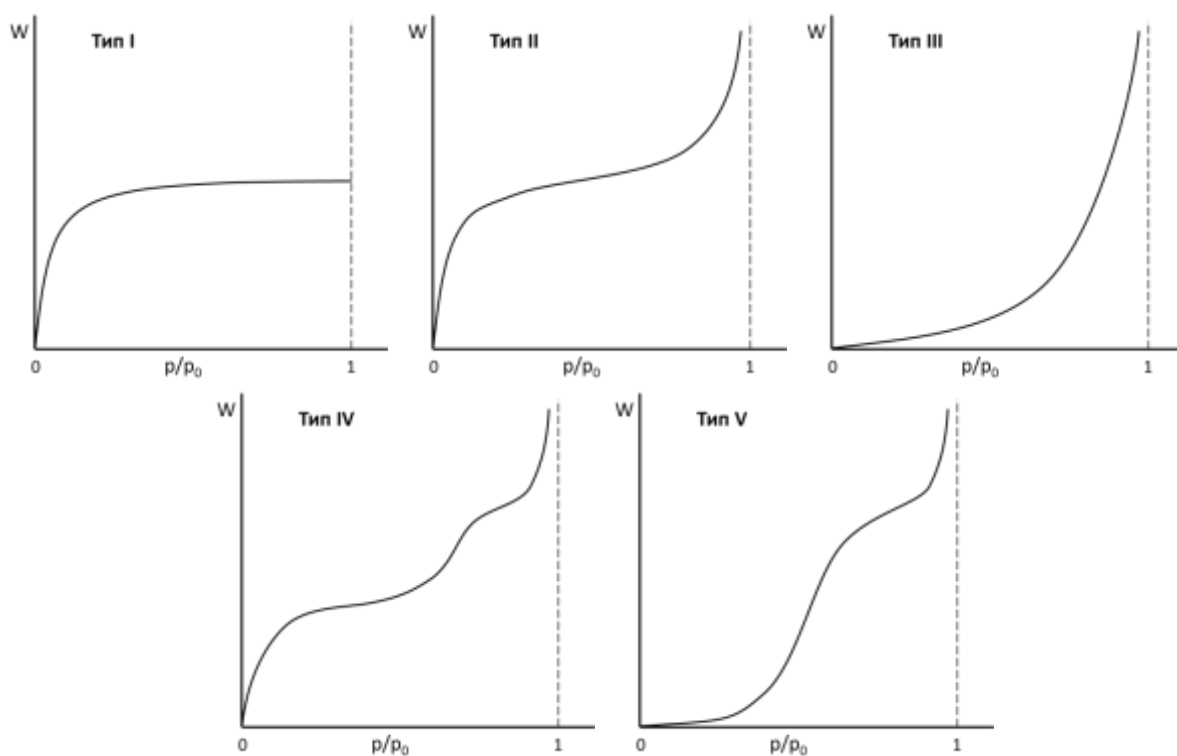 W Тип I
0 p/p₀ 1
W Тип II
0 p/p₀ 1
W Тип III
0 p/p₀ 1
W Тип IV
0 p/p₀ 1
W Тип V
0 p/p₀ 1